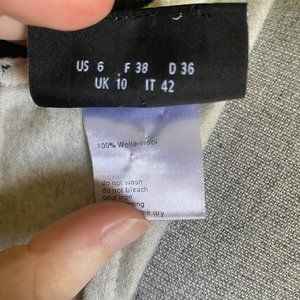 US 6 F 38 D 36
UK 10 IT 42
100% Wolle-wool
do not wash
do not bleach
cool iron
dry